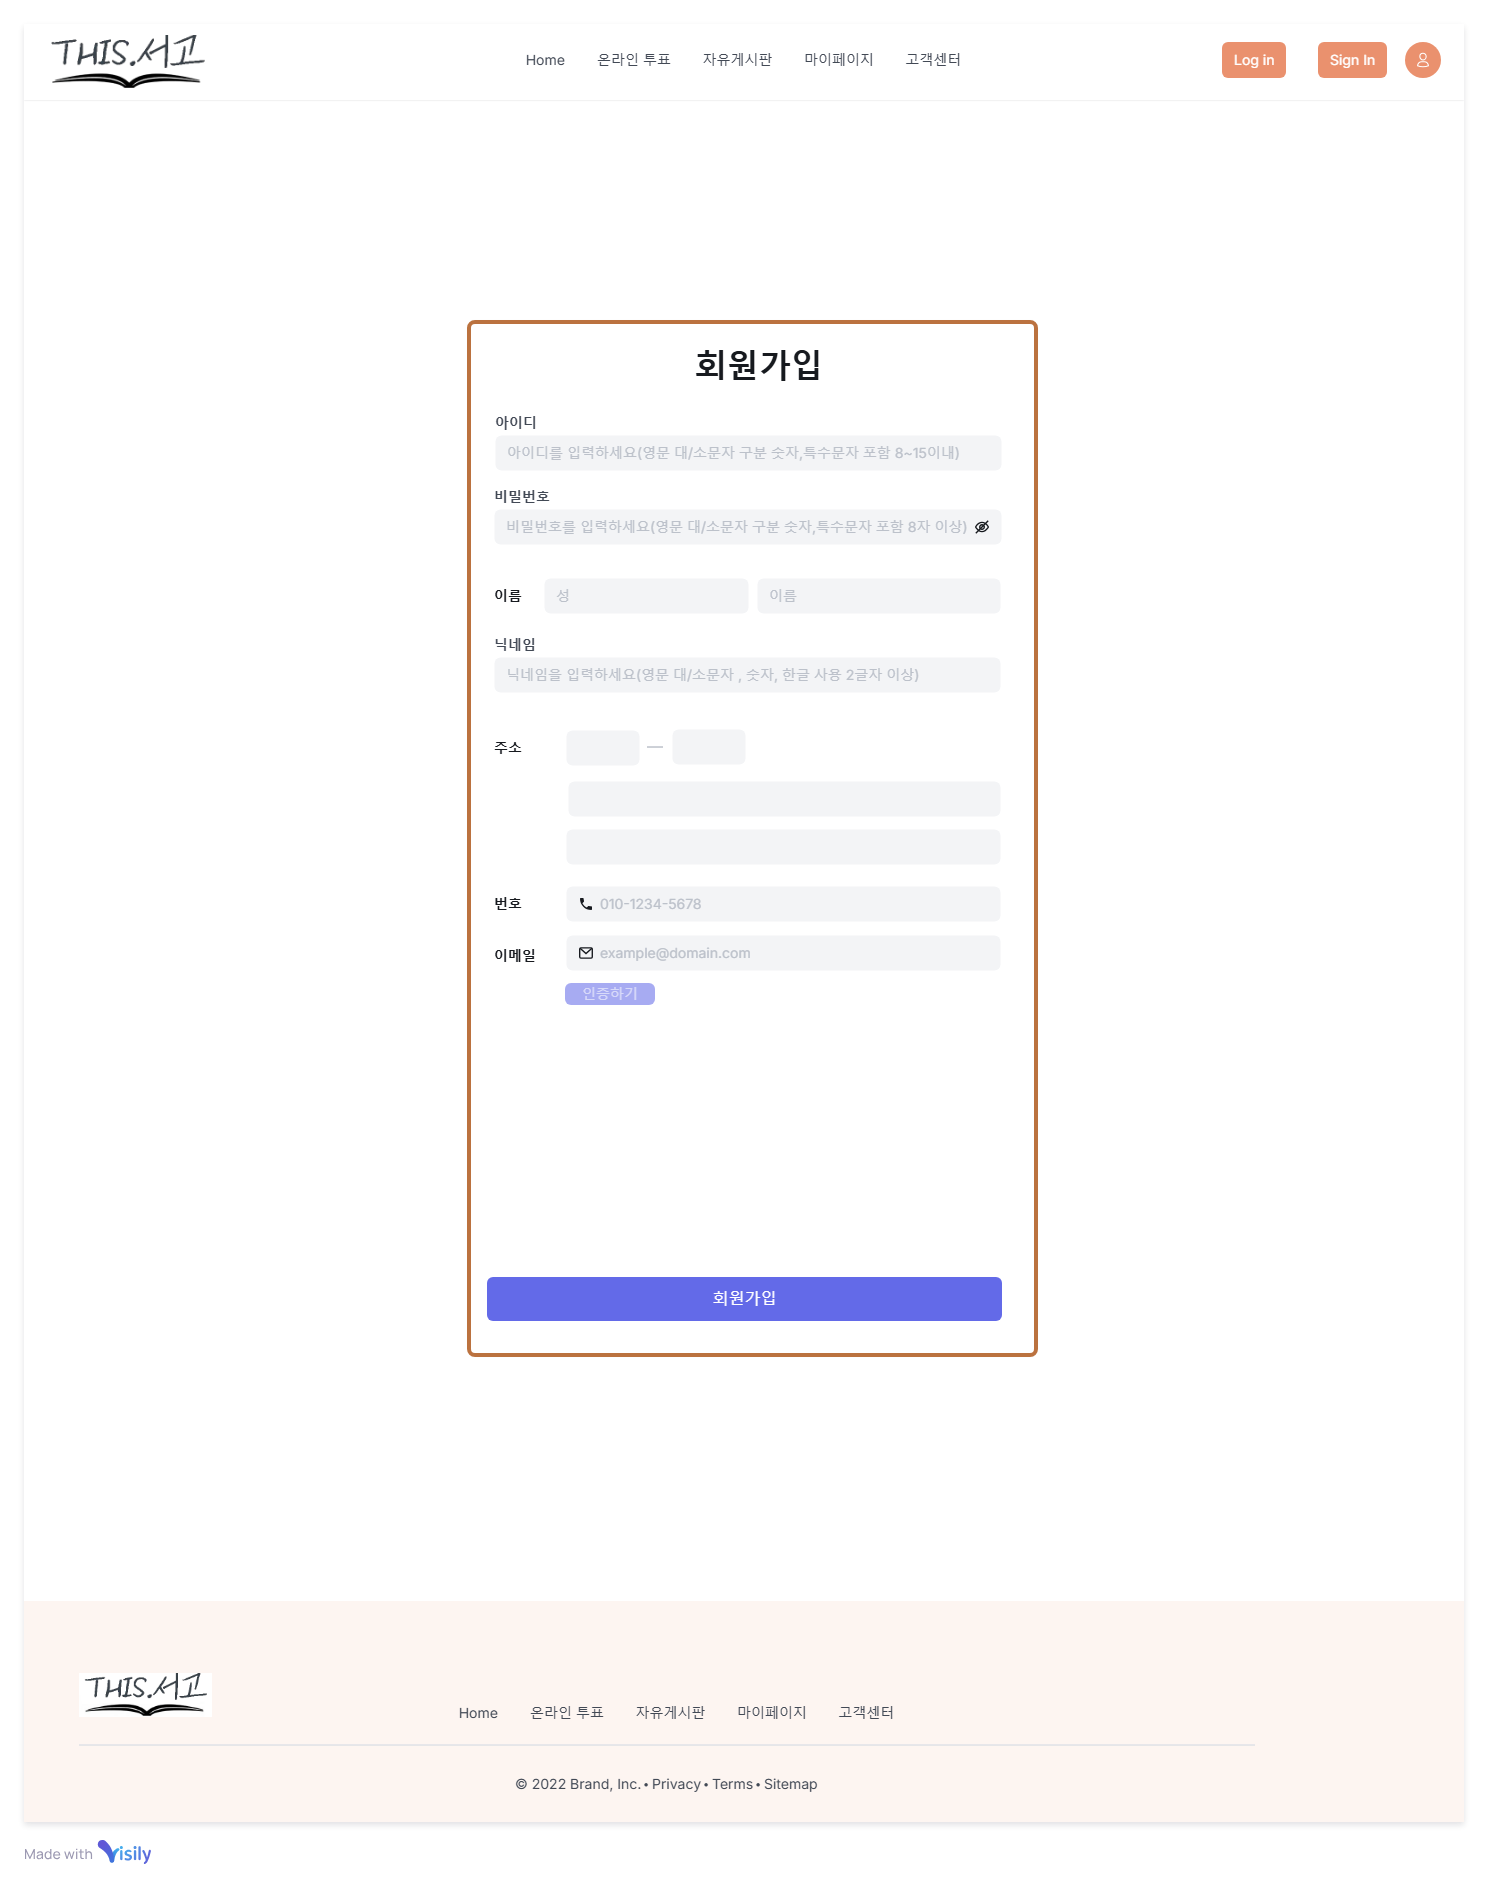 THIS.서고
Home 온라인 투표 자유게시판 마이페이지 고객센터
Log in Sign In
회원가입
아이디
아이디를 입력하세요(영문 대/소문자 구분 숫자,특수문자 포함 8~15이내)
비밀번호
비밀번호를 입력하세요(영문 대/소문자 구분 숫자,특수문자 포함 8자 이상)
이름 성 이름
닉네임
닉네임을 입력하세요(영문 대/소문자 , 숫자, 한글 사용 2글자 이상)
주소 —
번호 010-1234-5678
이메일 example@domain.com
인증하기
회원가입
THIS.서고
Home 온라인 투표 자유게시판 마이페이지 고객센터
© 2022 Brand, Inc. • Privacy • Terms • Sitemap
Made with Visily